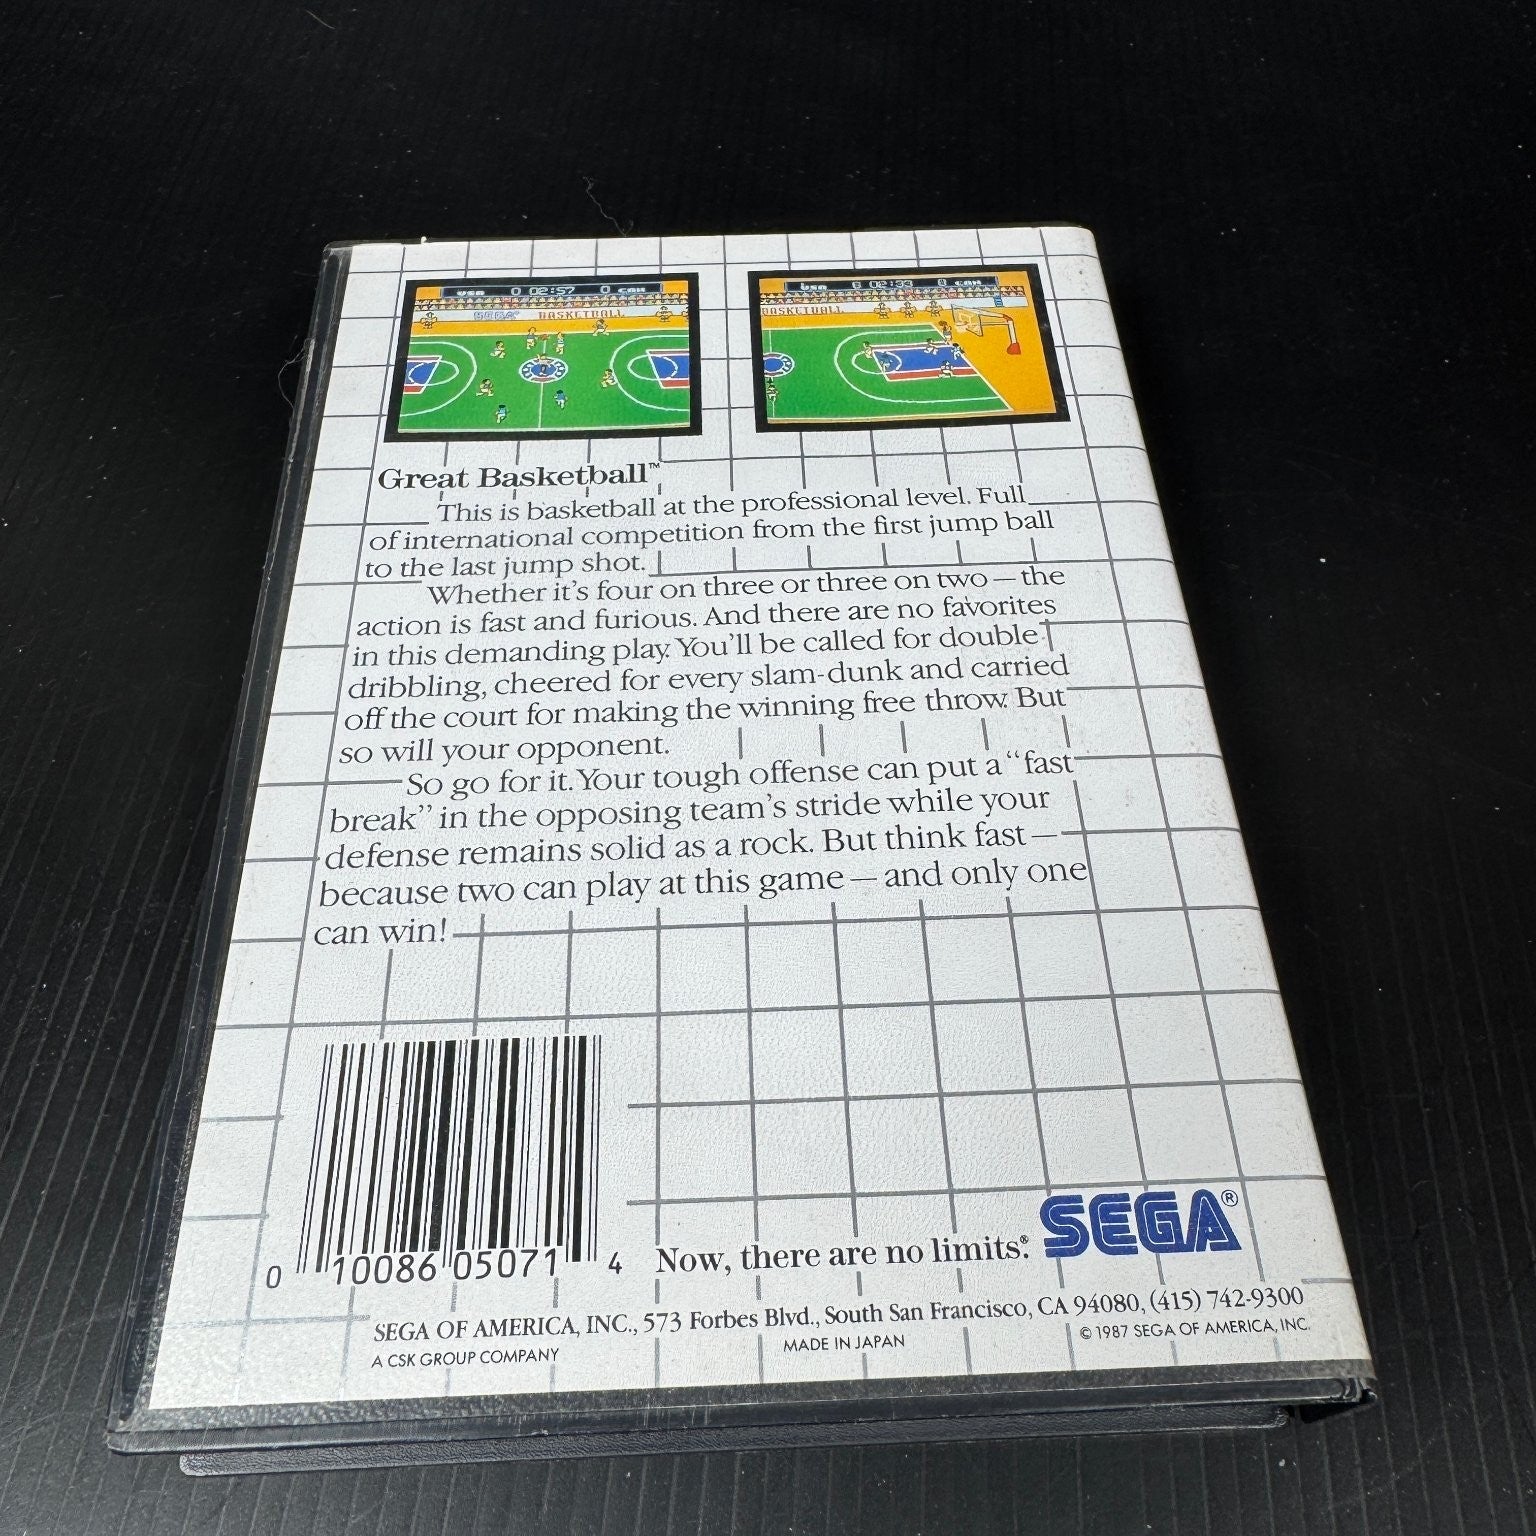 USA 0 02:57 0 CAN
SEGA® BASKETBALL
USA 02:33 0 CAN
BASKETBALL
Great Basketball™
This is basketball at the professional level. Full
of international competition from the first jump ball
to the last jump shot.
Whether it's four on three or three on two—the
action is fast and furious. And there are no favorites
in this demanding play. You'll be called for double
dribbling, cheered for every slam-dunk and carried
off the court for making the winning free throw. But
so will your opponent.
So go for it. Your tough offense can put a “fast
break” in the opposing team's stride while your
defense remains solid as a rock. But think fast—
because two can play at this game—and only one
can win!
0 10086 05071 4
Now, there are no limits.®
SEGA®
SEGA OF AMERICA, INC., 573 Forbes Blvd., South San Francisco, CA 94080, (415) 742-9300
A CSK GROUP COMPANY MADE IN JAPAN © 1987 SEGA OF AMERICA, INC.